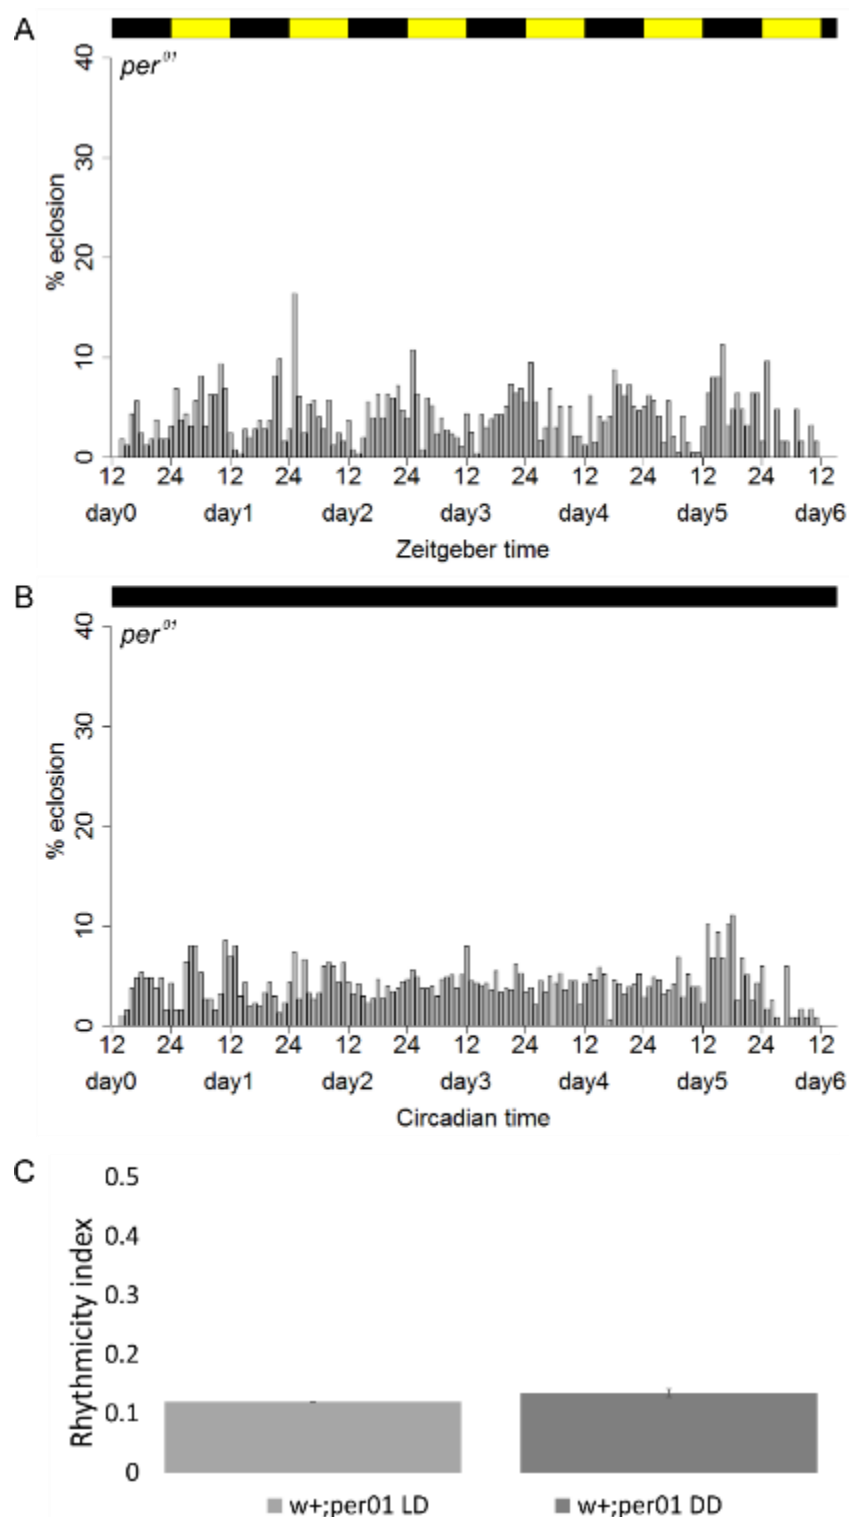 A
per01
40
30
20
10
0
% eclosion
12 24 12 24 12 24 12 24 12 24 12 24 12
day0 day1 day2 day3 day4 day5 day6
Zeitgeber time
B
per01
40
30
20
10
0
% eclosion
12 24 12 24 12 24 12 24 12 24 12 24 12
day0 day1 day2 day3 day4 day5 day6
Circadian time
C
0.5
0.4
0.3
0.2
0.1
0
Rhythmicity index
w+;per01 LD w+;per01 DD